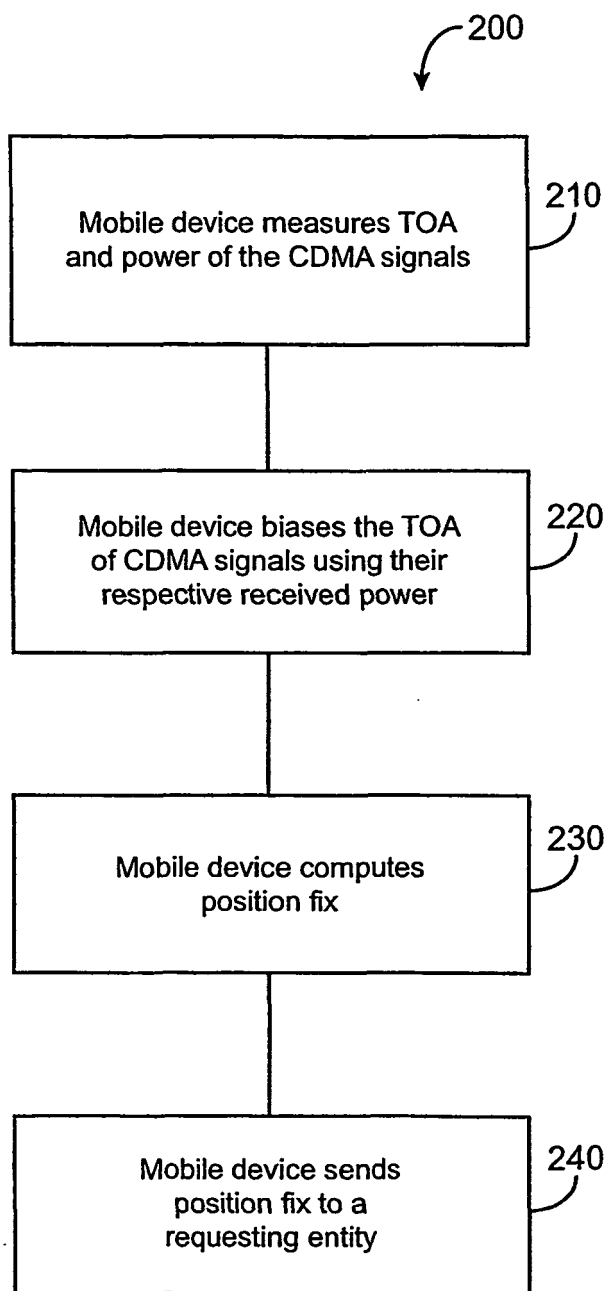 200
Mobile device measures TOA
and power of the CDMA signals
210
Mobile device biases the TOA
of CDMA signals using their
respective received power
220
Mobile device computes
position fix
230
Mobile device sends
position fix to a
requesting entity
240